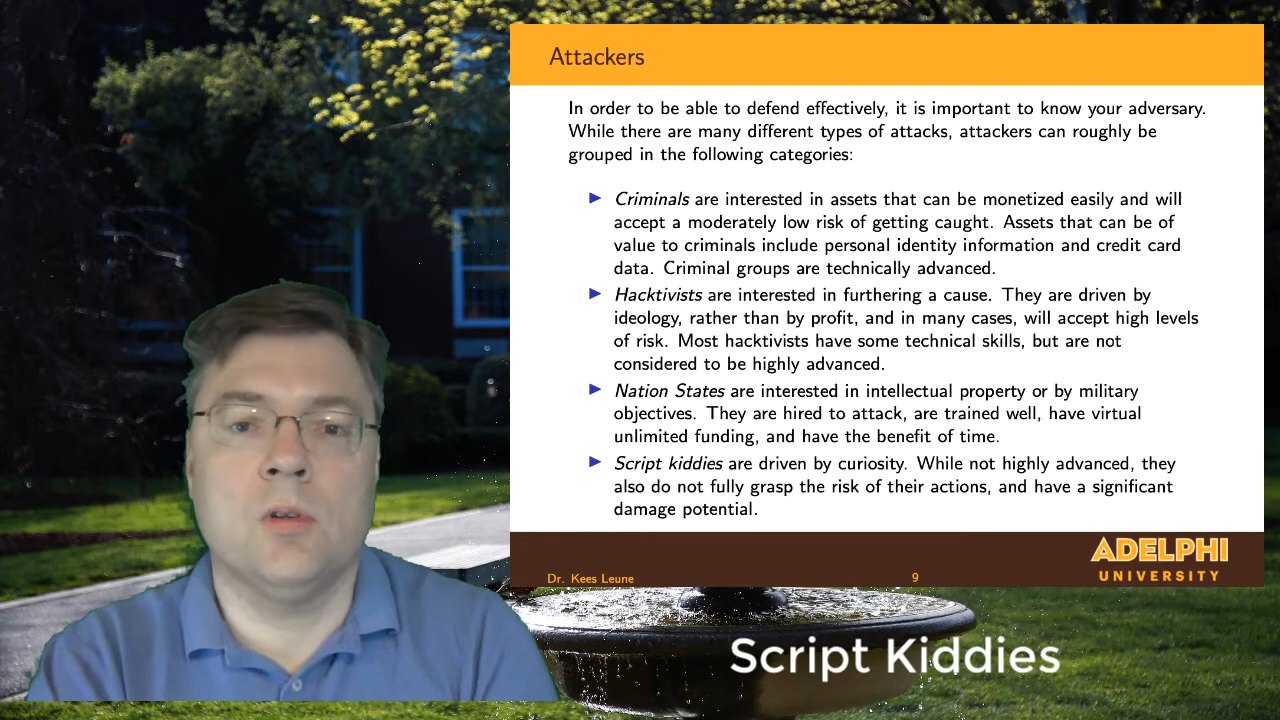 Attackers
In order to be able to defend effectively, it is important to know your adversary.
While there are many different types of attacks, attackers can roughly be
grouped in the following categories:
▶ Criminals are interested in assets that can be monetized easily and will
accept a moderately low risk of getting caught. Assets that can be of
value to criminals include personal identity information and credit card
data. Criminal groups are technically advanced.
▶ Hacktivists are interested in furthering a cause. They are driven by
ideology, rather than by profit, and in many cases, will accept high levels
of risk. Most hacktivists have some technical skills, but are not
considered to be highly advanced.
▶ Nation States are interested in intellectual property or by military
objectives. They are hired to attack, are trained well, have virtual
unlimited funding, and have the benefit of time.
▶ Script kiddies are driven by curiosity. While not highly advanced, they
also do not fully grasp the risk of their actions, and have a significant
damage potential.
Dr. Kees Leune
9
ADELPHI
UNIVERSITY
Script Kiddies